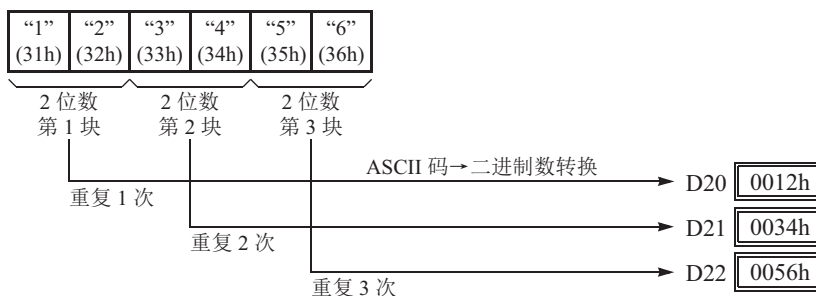 “1” “2” “3” “4” “5” “6”
(31h) (32h) (33h) (34h) (35h) (36h)
2 位数 2 位数 2 位数
第 1 块 第 2 块 第 3 块
ASCII 码→二进制数转换
D20 0012h
重复 1 次
D21 0034h
重复 2 次
D22 0056h
重复 3 次